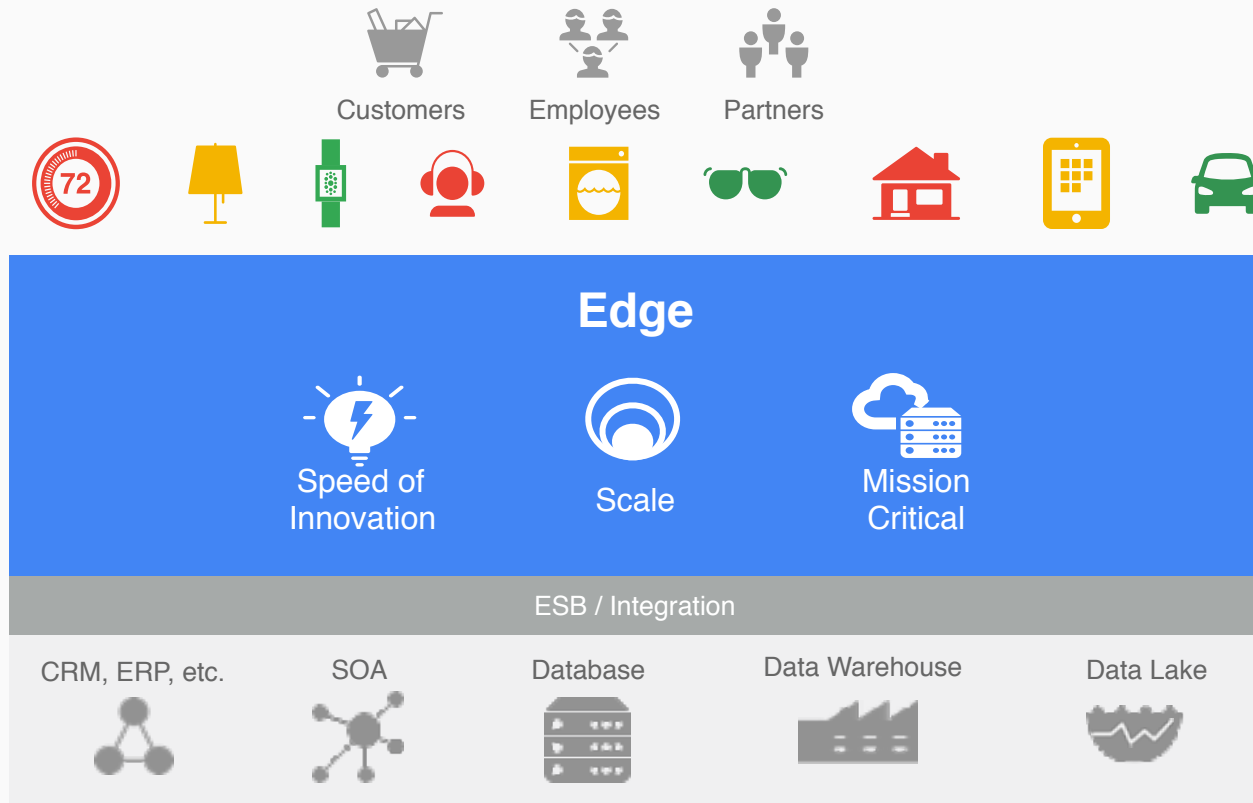 Customers Employees Partners
72
Edge
Speed of
Innovation
Scale
Mission
Critical
ESB / Integration
CRM, ERP, etc. SOA Database Data Warehouse Data Lake